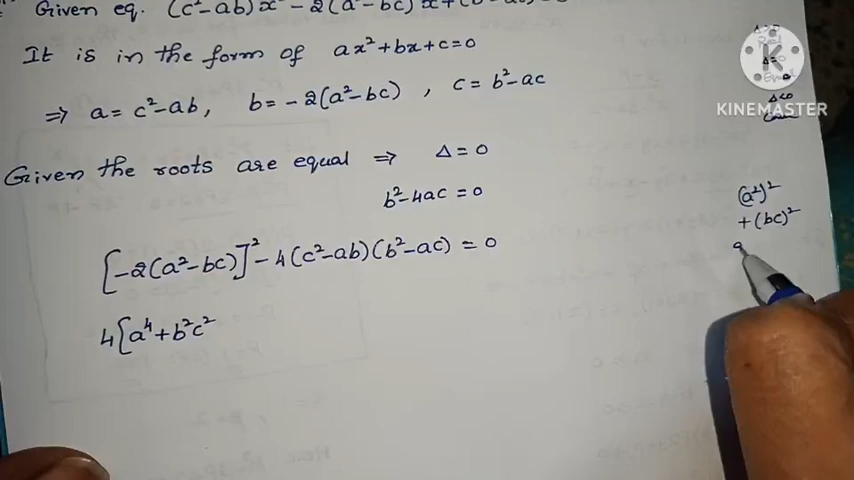 Given eq. (c²-ab)x² - 2(a²-bc)x+(b²-ac)
It is in the form of ax²+bx+c=0
⇒ a = c²-ab, b = -2(a²-bc), c = b²-ac
Given the roots are equal ⇒ Δ = 0
b²-4ac = 0
[-2(a²-bc)]² - 4(c²-ab)(b²-ac) = 0
4[a⁴+b²c²
(a²)²
+(bc)²
K
KINEMASTER
Δ=0
Δ<0